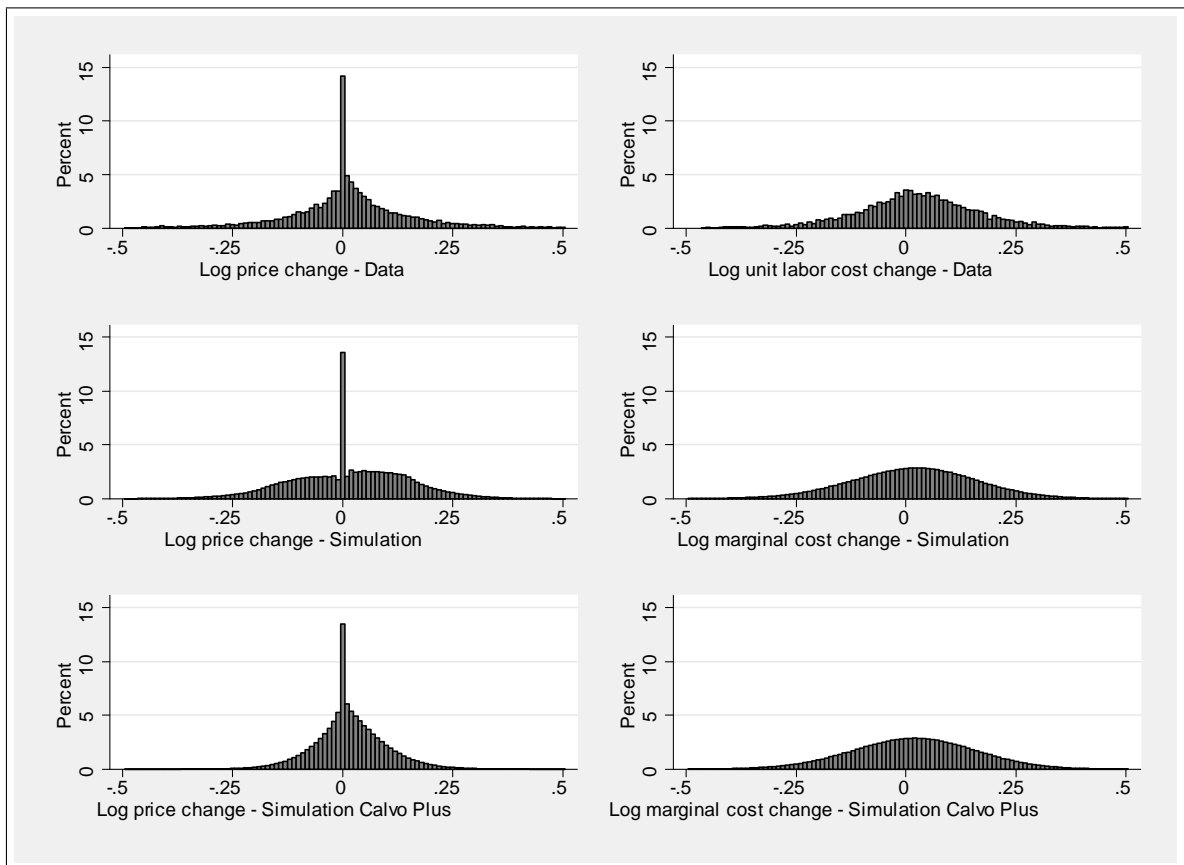 15
10
5
0
Percent
-.5 -.25 0 .25 .5
Log price change - Data
15
10
5
0
Percent
-.5 -.25 0 .25 .5
Log unit labor cost change - Data
15
10
5
0
Percent
-.5 -.25 0 .25 .5
Log price change - Simulation
15
10
5
0
Percent
-.5 -.25 0 .25 .5
Log marginal cost change - Simulation
15
10
5
0
Percent
-.5 -.25 0 .25 .5
Log price change - Simulation Calvo Plus
15
10
5
0
Percent
-.5 -.25 0 .25 .5
Log marginal cost change - Simulation Calvo Plus